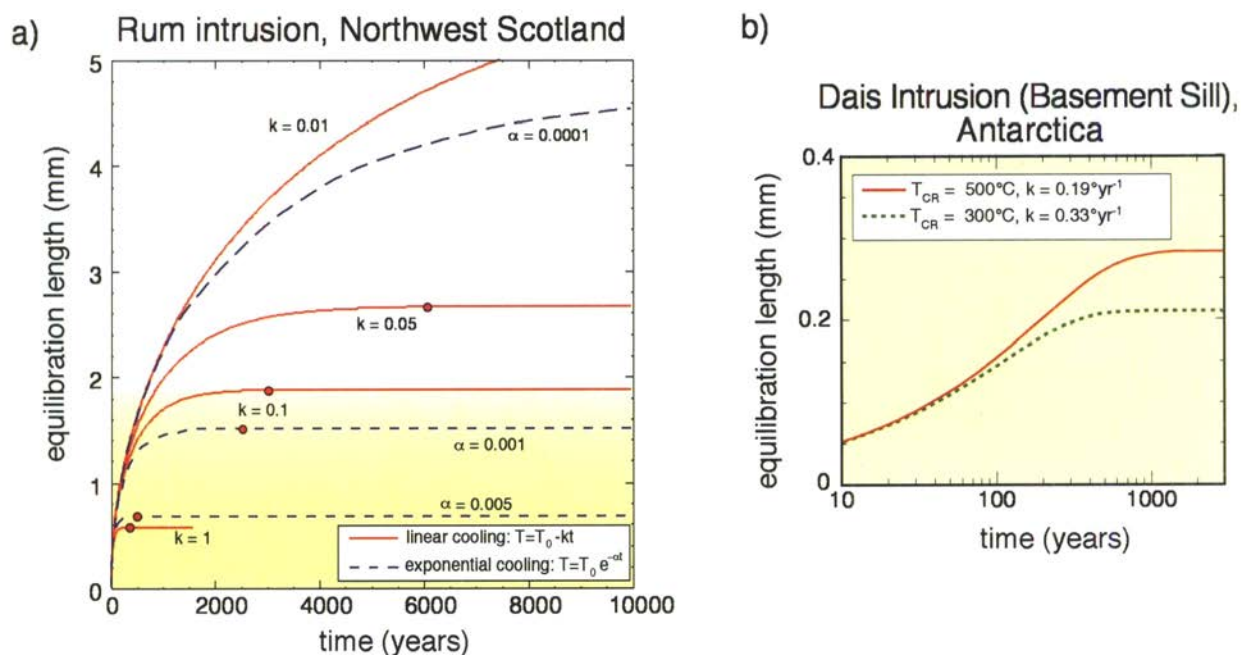 a)
Rum intrusion, Northwest Scotland
5
4
3
2
1
0
equilibration length (mm)
k = 0.01
α = 0.0001
k = 0.05
k = 0.1
α = 0.001
α = 0.005
k = 1
linear cooling: T=T₀-kt
exponential cooling: T=T₀ e^-αt
0 2000 4000 6000 8000 10000
time (years)
b)
Dais Intrusion (Basement Sill),
Antarctica
0.4
0.2
0
equilibration length (mm)
T_CR = 500°C, k = 0.19°yr⁻¹
T_CR = 300°C, k = 0.33°yr⁻¹
10 100 1000
time (years)